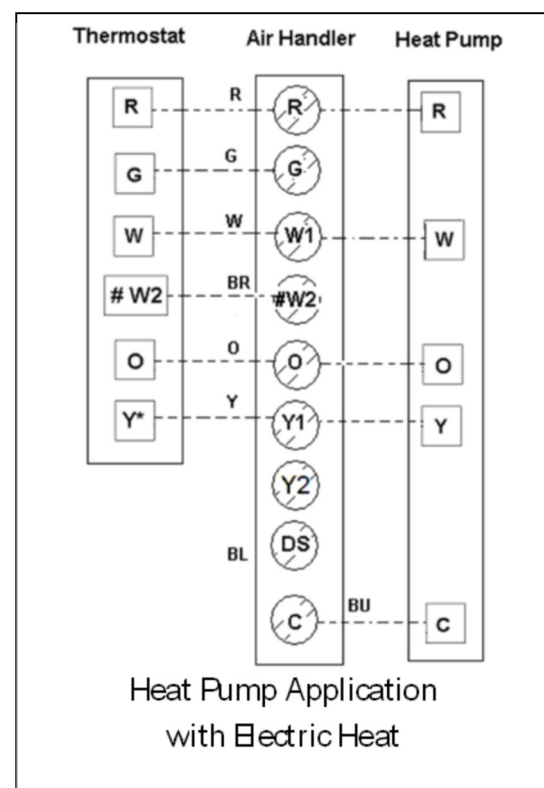 Thermostat Air Handler Heat Pump
R R R R
G G G
W W W1 W
# W2 BR #W2
O O O O
Y* Y Y1 Y
Y2
BL DS
C BU C
Heat Pump Application
with Electric Heat